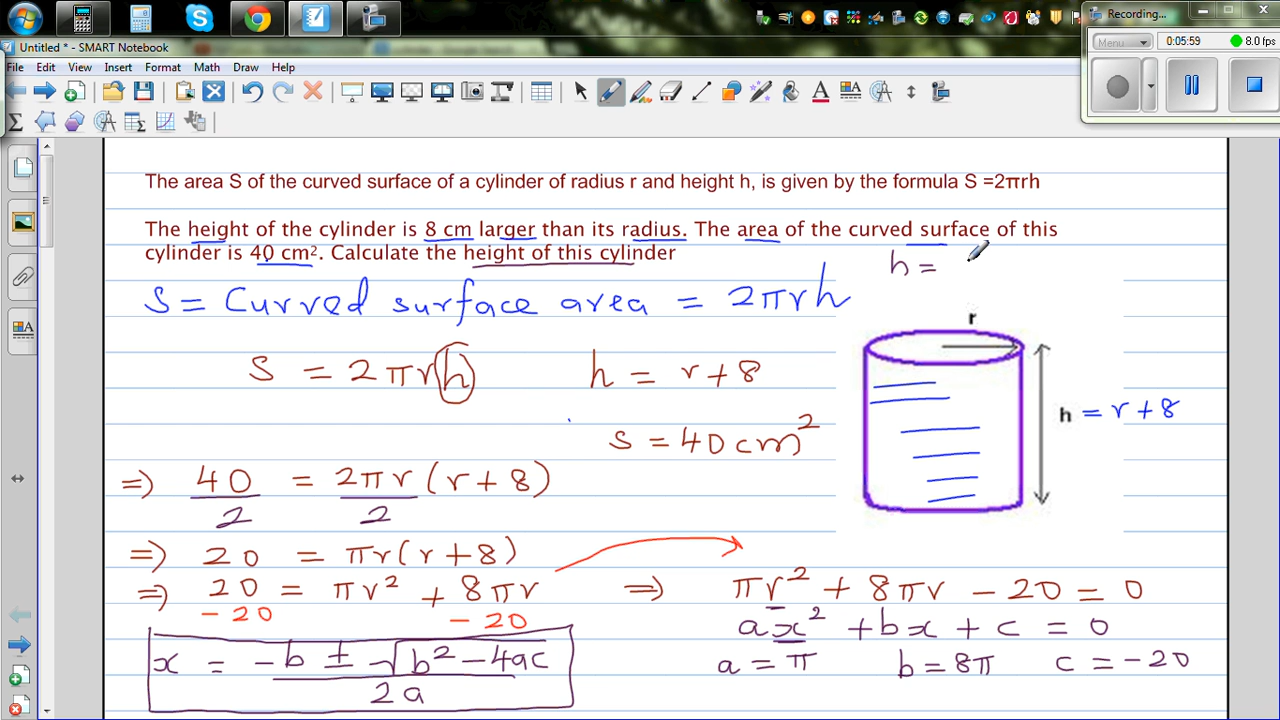 Recording...
Menu
0:05:59
8.0 fps
Untitled * - SMART Notebook
File Edit View Insert Format Math Draw Help
The area S of the curved surface of a cylinder of radius r and height h, is given by the formula S =2πrh
The height of the cylinder is 8 cm larger than its radius. The area of the curved surface of this
cylinder is 40 cm². Calculate the height of this cylinder
h =
S = Curved surface area = 2πrh
r
S = 2πrh h = r+8
h = r+8
S = 40 cm²
=> 40/2 = 2πr/2 (r+8)
=> 20 = πr(r+8)
=> 20 = πr² + 8πr => πr² + 8πr - 20 = 0
-20 -20
ax² + bx + c = 0
x = -b ± √b² - 4ac / 2a
a = π b = 8π c = -20